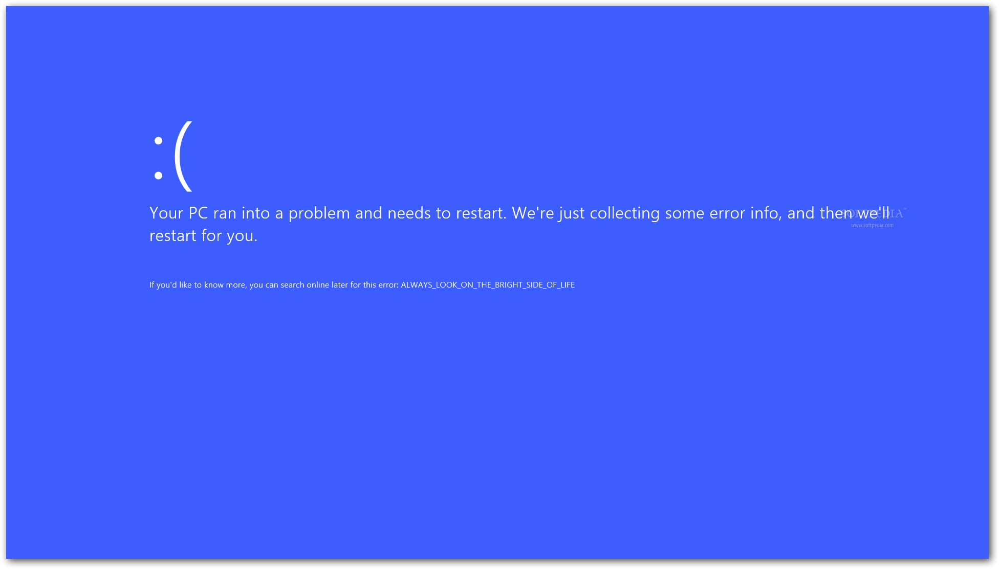 :(
Your PC ran into a problem and needs to restart. We're just collecting some error info, and then we'll
restart for you.
SOFTPEDIA™
www.softpedia.com
If you'd like to know more, you can search online later for this error: ALWAYS_LOOK_ON_THE_BRIGHT_SIDE_OF_LIFE